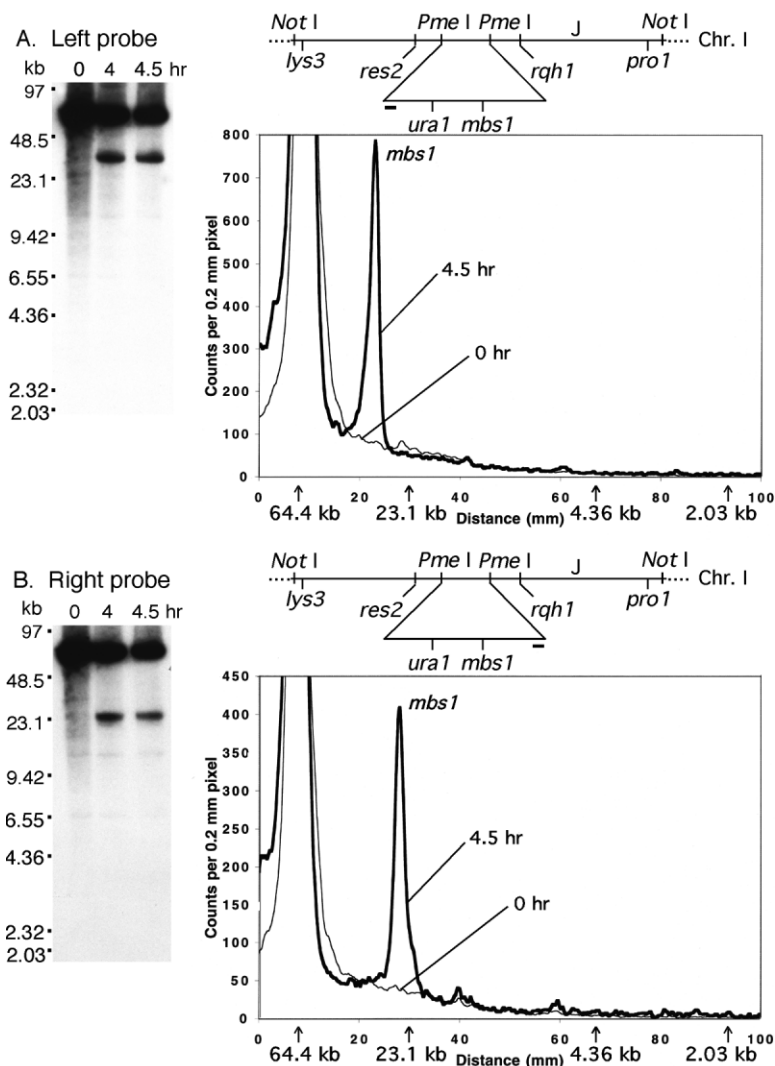 A. Left probe
kb 0 4 4.5 hr
97
48.5
23.1
9.42
6.55
4.36
2.32
2.03
Not I Pme I Pme I J Not I
Chr. I
lys3 res2 rqh1 pro1
ura1 mbs1
800
700
600
500
400
300
200
100
0
Counts per 0.2 mm pixel
mbs1
4.5 hr
0 hr
0 20 40 60 80 100
64.4 kb 23.1 kb Distance (mm) 4.36 kb 2.03 kb
B. Right probe
kb 0 4 4.5 hr
97
48.5
23.1
9.42
6.55
4.36
2.32
2.03
Not I Pme I Pme I J Not I
Chr. I
lys3 res2 rqh1 pro1
ura1 mbs1
450
400
350
300
250
200
150
100
50
0
Counts per 0.2 mm pixel
mbs1
4.5 hr
0 hr
0 20 40 60 80 100
64.4 kb 23.1 kb Distance (mm) 4.36 kb 2.03 kb